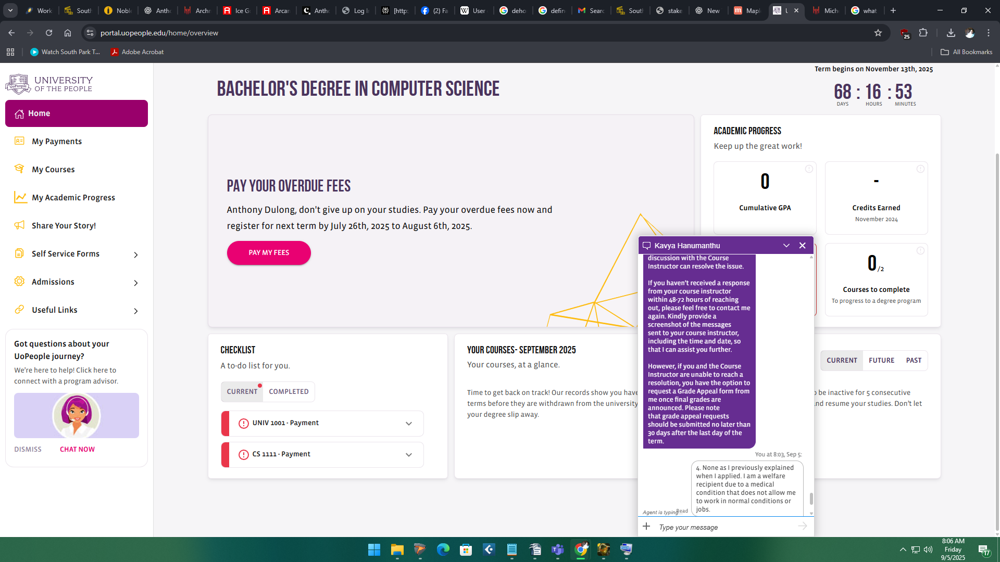 Work
South
Noble
Antho
Archm
Ice Go
Arcan
Antho
Log In
[https
(2) Fa
User
deho
define
Searc
South
stake
New
Maple
U
Miche
what
portal.uopeople.edu/home/overview
25
Watch South Park T...
Adobe Acrobat
All Bookmarks
UoPeople
UNIVERSITY
OF THE PEOPLE
Home
My Payments
My Courses
My Academic Progress
Share Your Story!
Self Service Forms
Admissions
Useful Links
Got questions about your
UoPeople journey?
We're here to help! Click here to
connect with a program advisor.
DISMISS
CHAT NOW
BACHELOR'S DEGREE IN COMPUTER SCIENCE
Term begins on November 13th, 2025
68 : 16 : 53
DAYS HOURS MINUTES
PAY YOUR OVERDUE FEES
Anthony Dulong, don't give up on your studies. Pay your overdue fees now and
register for next term by July 26th, 2025 to August 6th, 2025.
PAY MY FEES
ACADEMIC PROGRESS
Keep up the great work!
0
Cumulative GPA
-
Credits Earned
November 2024
0/2
Courses to complete
To progress to a degree program
CHECKLIST
A to-do list for you.
CURRENT
COMPLETED
UNIV 1001 - Payment
CS 1111 - Payment
YOUR COURSES- SEPTEMBER 2025
Your courses, at a glance.
CURRENT
FUTURE
PAST
Time to get back on track! Our records show you have
o be inactive for 5 consecutive
terms before they are withdrawn from the university
nd resume your studies. Don't let
your degree slip away.
Kavya Hanumanthu
discussion with the Course
Instructor can resolve the issue.
If you haven't received a response
from your course instructor
within 48-72 hours of reaching
out, please feel free to contact me
again. Kindly provide a
screenshot of the messages
sent to your course instructor,
including the time and date, so
that I can assist you further.
However, if you and the Course
Instructor are unable to reach a
resolution, you have the option to
request a Grade Appeal form from
me once final grades are
announced. Please note
that grade appeal requests
should be submitted no later than
30 days after the last day of the
term.
You at 8:03, Sep 5:
4. None as I previously explained
when I applied. I am a welfare
recipient due to a medical
condition that does not allow me
to work in normal conditions or
jobs.
Agent is typing...
Read
Type your message
8:06 AM
Friday
9/5/2025
17